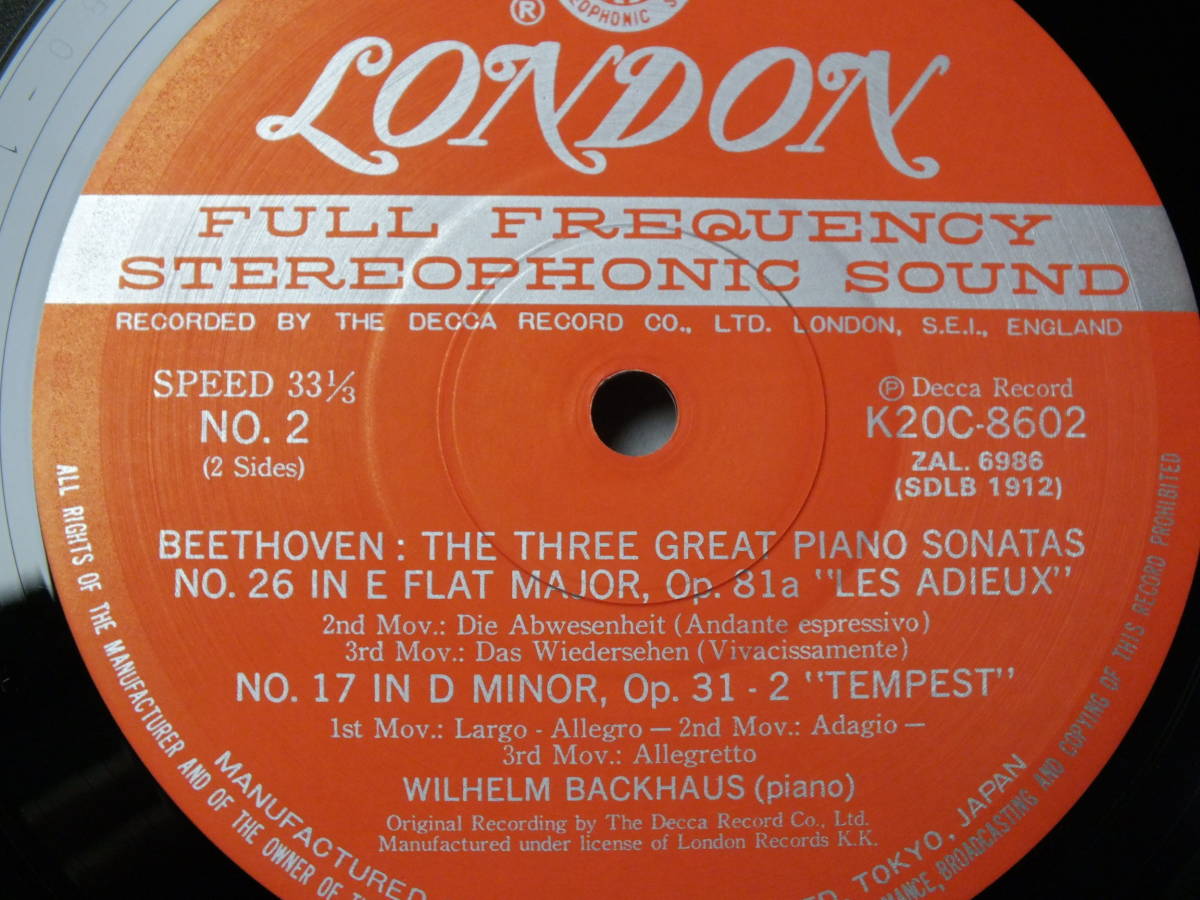 ®
OPHONIC S
LONDON
FULL FREQUENCY
STEREOPHONIC SOUND
RECORDED BY THE DECCA RECORD CO., LTD. LONDON, S.E.I., ENGLAND
SPEED 33⅓
NO. 2
(2 Sides)
℗ Decca Record
K20C-8602
ZAL. 6986
(SDLB 1912)
BEETHOVEN : THE THREE GREAT PIANO SONATAS
NO. 26 IN E FLAT MAJOR, Op. 81a "LES ADIEUX"
2nd Mov.: Die Abwesenheit (Andante espressivo)
3rd Mov.: Das Wiedersehen (Vivacissamente)
NO. 17 IN D MINOR, Op. 31 - 2 "TEMPEST"
1st Mov.: Largo - Allegro — 2nd Mov.: Adagio —
3rd Mov.: Allegretto
WILHELM BACKHAUS (piano)
Original Recording by The Decca Record Co., Ltd.
Manufactured under license of London Records K.K.
MANUFACTURED
ED, TOKYO, JAPAN
ALL RIGHTS OF THE MANUFACTURER AND OF THE OWNER OF
NANCE, BROADCASTING AND COPYING OF THIS RECORD PROHIBITED